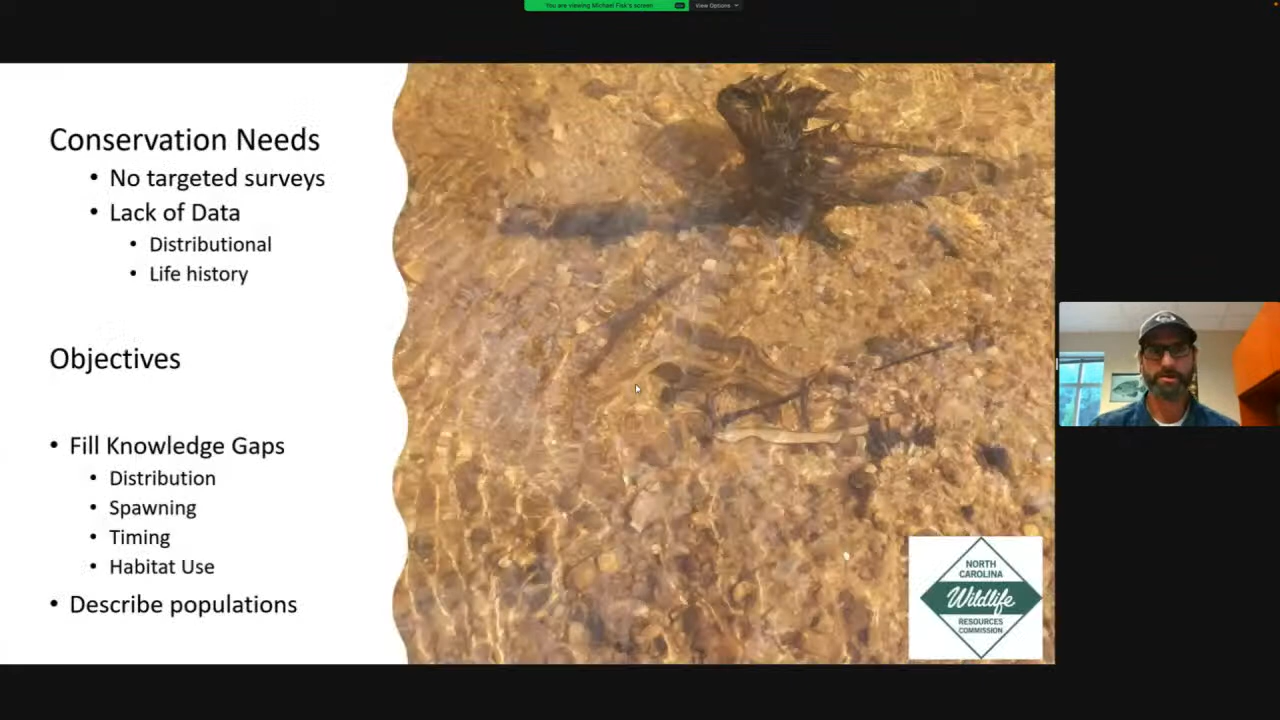 You are viewing Michael Fisk's screen
View Options
Conservation Needs
• No targeted surveys
• Lack of Data
• Distributional
• Life history
Objectives
• Fill Knowledge Gaps
• Distribution
• Spawning
• Timing
• Habitat Use
• Describe populations
NORTH
CAROLINA
Wildlife
RESOURCES
COMMISSION